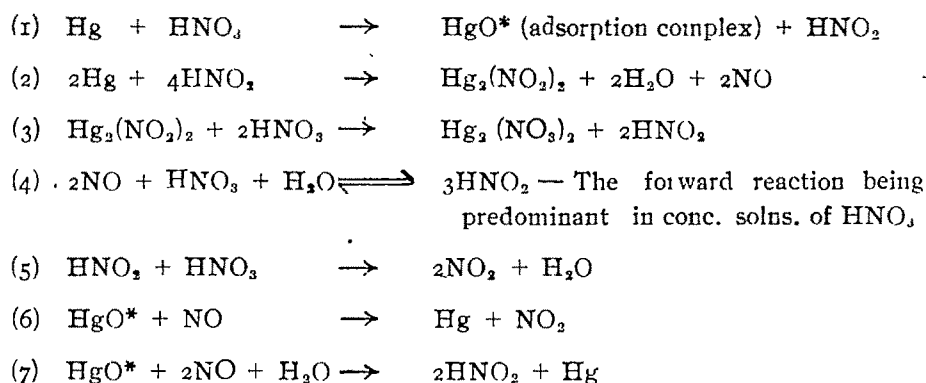 (1) Hg + HNO₃ → HgO* (adsorption complex) + HNO₂
(2) 2Hg + 4HNO₂ → Hg₂(NO₂)₂ + 2H₂O + 2NO
(3) Hg₂(NO₂)₂ + 2HNO₃ → Hg₂ (NO₃)₂ + 2HNO₂
(4) 2NO + HNO₃ + H₂O ⇌ 3HNO₂ — The forward reaction being
predominant in conc. solns. of HNO₃
(5) HNO₂ + HNO₃ → 2NO₂ + H₂O
(6) HgO* + NO → Hg + NO₂
(7) HgO* + 2NO + H₂O → 2HNO₂ + Hg